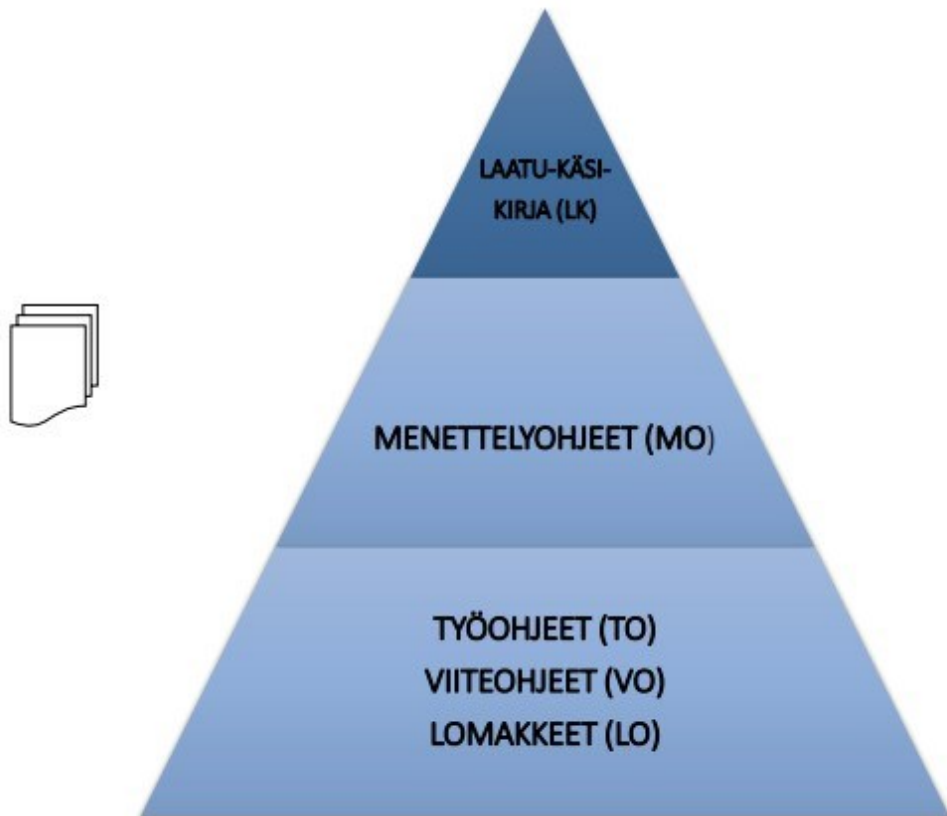 LAATU-KÄSI-
KIRJA (LK)
MENETTELYOHJEET (MO)
TYÖOHJEET (TO)
VIITEOHJEET (VO)
LOMAKKEET (LO)